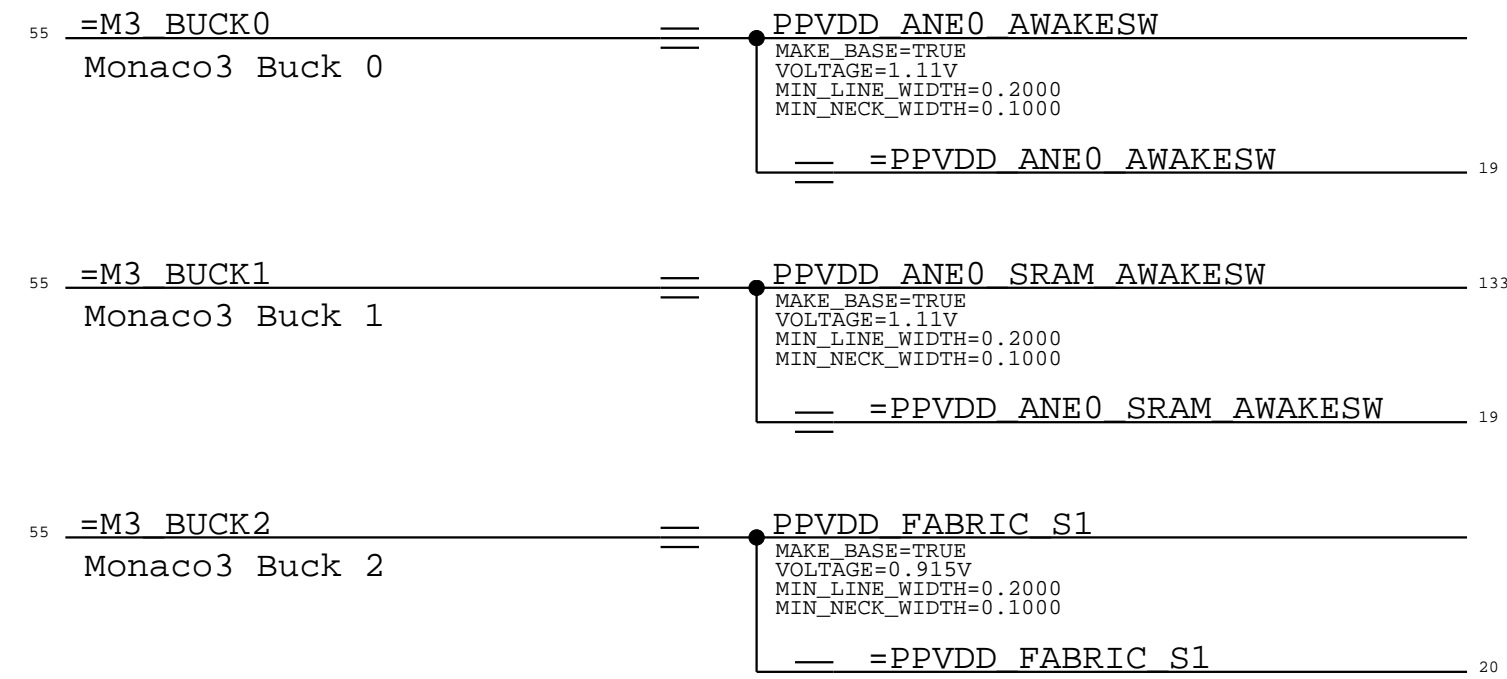 55 =M3_BUCK0 PPVDD_ANE0_AWAKESW
Monaco3 Buck 0
MAKE_BASE=TRUE
VOLTAGE=1.11V
MIN_LINE_WIDTH=0.2000
MIN_NECK_WIDTH=0.1000
=PPVDD_ANE0_AWAKESW 19
55 =M3_BUCK1 PPVDD_ANE0_SRAM_AWAKESW 133
Monaco3 Buck 1
MAKE_BASE=TRUE
VOLTAGE=1.11V
MIN_LINE_WIDTH=0.2000
MIN_NECK_WIDTH=0.1000
=PPVDD_ANE0_SRAM_AWAKESW 19
55 =M3_BUCK2 PPVDD_FABRIC_S1
Monaco3 Buck 2
MAKE_BASE=TRUE
VOLTAGE=0.915V
MIN_LINE_WIDTH=0.2000
MIN_NECK_WIDTH=0.1000
=PPVDD_FABRIC_S1 20